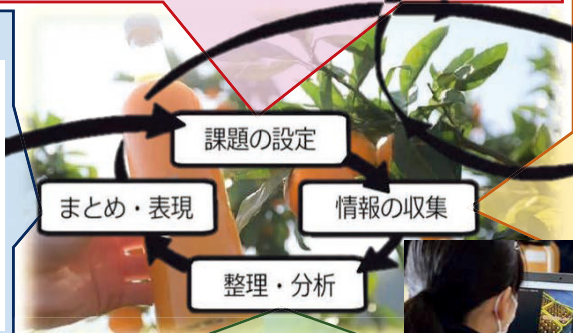 課題の設定
情報の収集
整理・分析
まとめ・表現